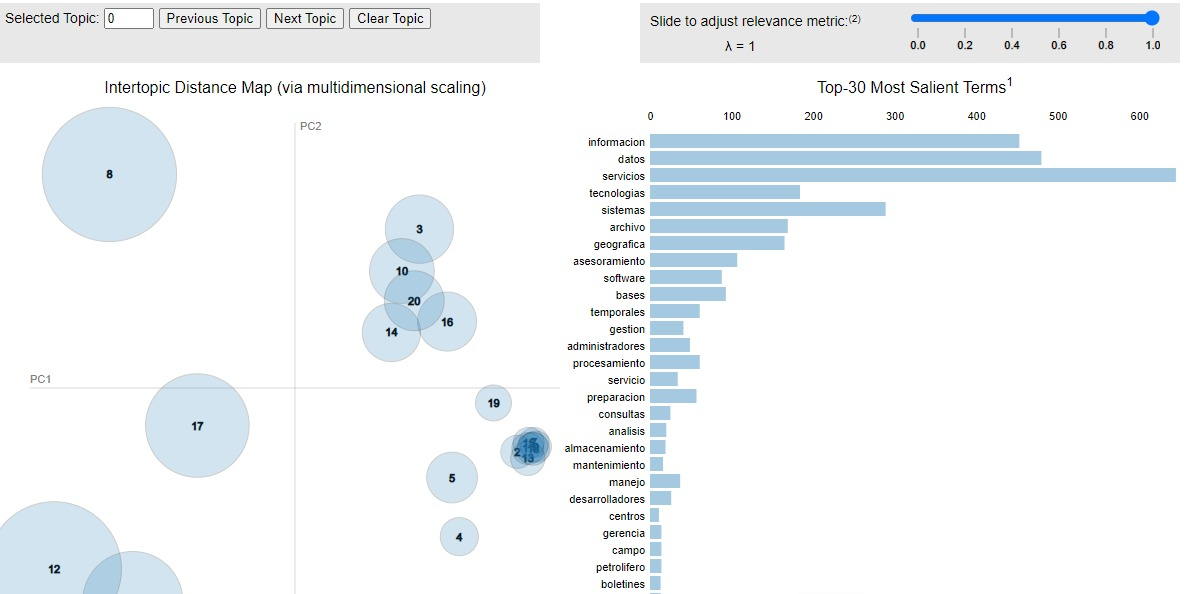 Selected Topic: 0 Previous Topic Next Topic Clear Topic
Slide to adjust relevance metric:(2)
λ = 1
0.0 0.2 0.4 0.6 0.8 1.0
Intertopic Distance Map (via multidimensional scaling)
PC2
PC1
8
3
10
20
16
14
19
17
2
13
5
4
12
Top-30 Most Salient Terms1
0 100 200 300 400 500 600
informacion
datos
servicios
tecnologias
sistemas
archivo
geografica
asesoramiento
software
bases
temporales
gestion
administradores
procesamiento
servicio
preparacion
consultas
analisis
almacenamiento
mantenimiento
manejo
desarrolladores
centros
gerencia
campo
petrolifero
boletines